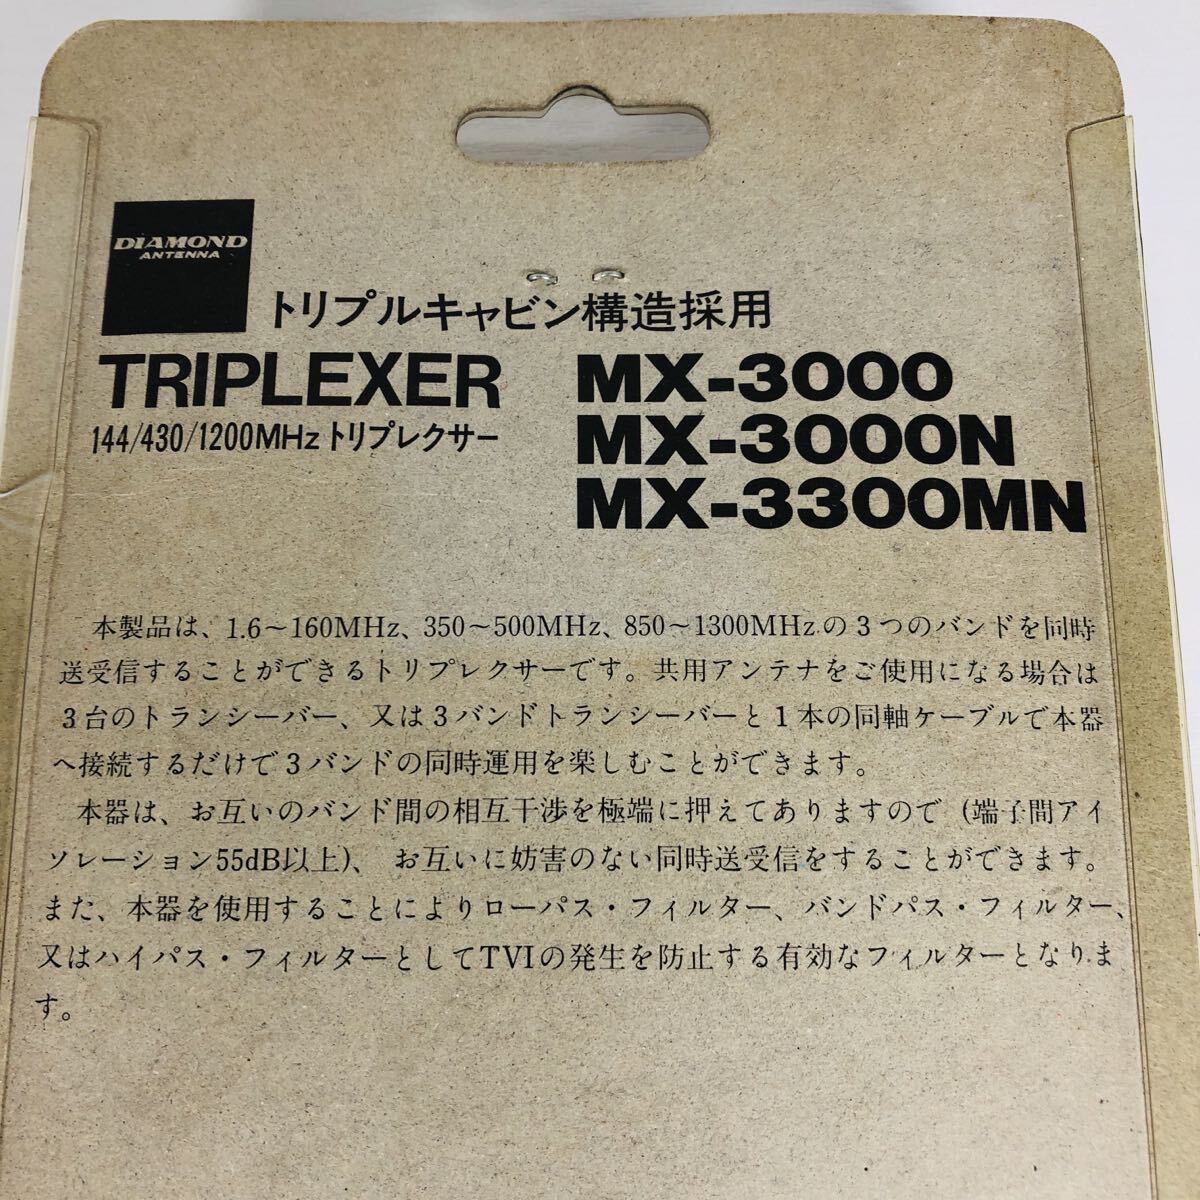 DIAMOND
ANTENNA
トリプルキャビン構造採用
TRIPLEXER
144/430/1200MHz トリプレクサー
MX-3000
MX-3000N
MX-3300MN
本製品は、1.6～160MHz、350～500MHz、850～1300MHzの3つのバンドを同時
送受信することができるトリプレクサーです。共用アンテナをご使用になる場合は
3台のトランシーバー、又は3バンドトランシーバーと1本の同軸ケーブルで本器
へ接続するだけで3バンドの同時運用を楽しむことができます。
本器は、お互いのバンド間の相互干渉を極端に押えてありますので（端子間アイ
ソレーション55dB以上）、お互いに妨害のない同時送受信をすることができます。
また、本器を使用することによりローパス・フィルター、バンドパス・フィルター、
又はハイパス・フィルターとしてTVIの発生を防止する有効なフィルターとなりま
す。